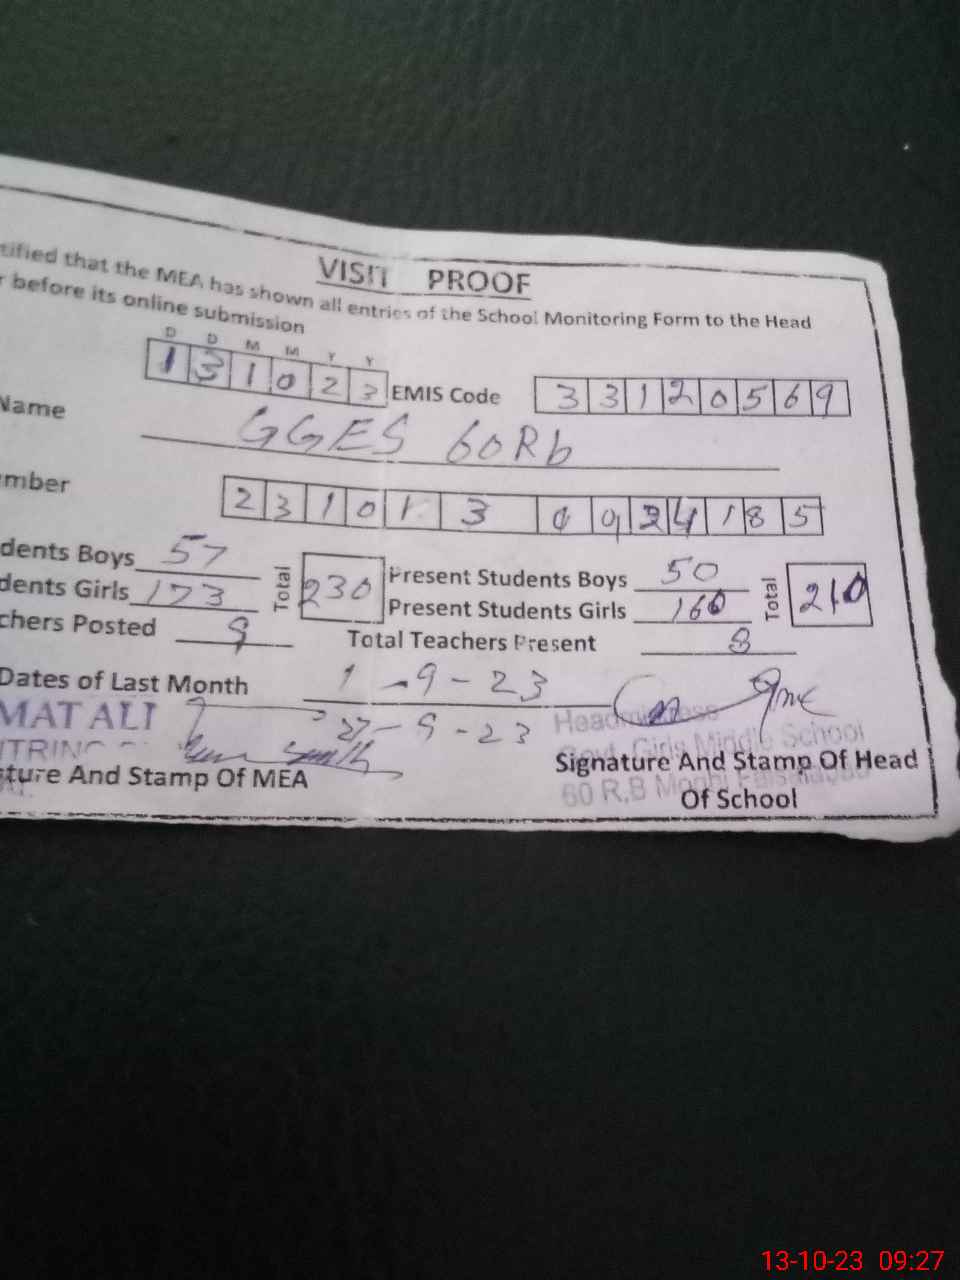 VISIT PROOF
tified that the MEA has shown all entries of the School Monitoring Form to the Head
r before its online submission
D D M M Y Y
1 3 1 0 2 3 EMIS Code 3 3 1 2 0 5 6 9
Name GGES 60Rb
mber 2 3 1 0 1 3 0 9 2 4 1 8 5
dents Boys 57 Total 230 Present Students Boys 50 Total 210
dents Girls 173 Present Students Girls 160
chers Posted 9 Total Teachers Present 8
Dates of Last Month 1-9-23
27-9-23
MAT ALI
Headmistress
Govt. Girls Middle School
ture And Stamp Of MEA Signature And Stamp Of Head
60 R.B
Of School
13-10-23 09:27